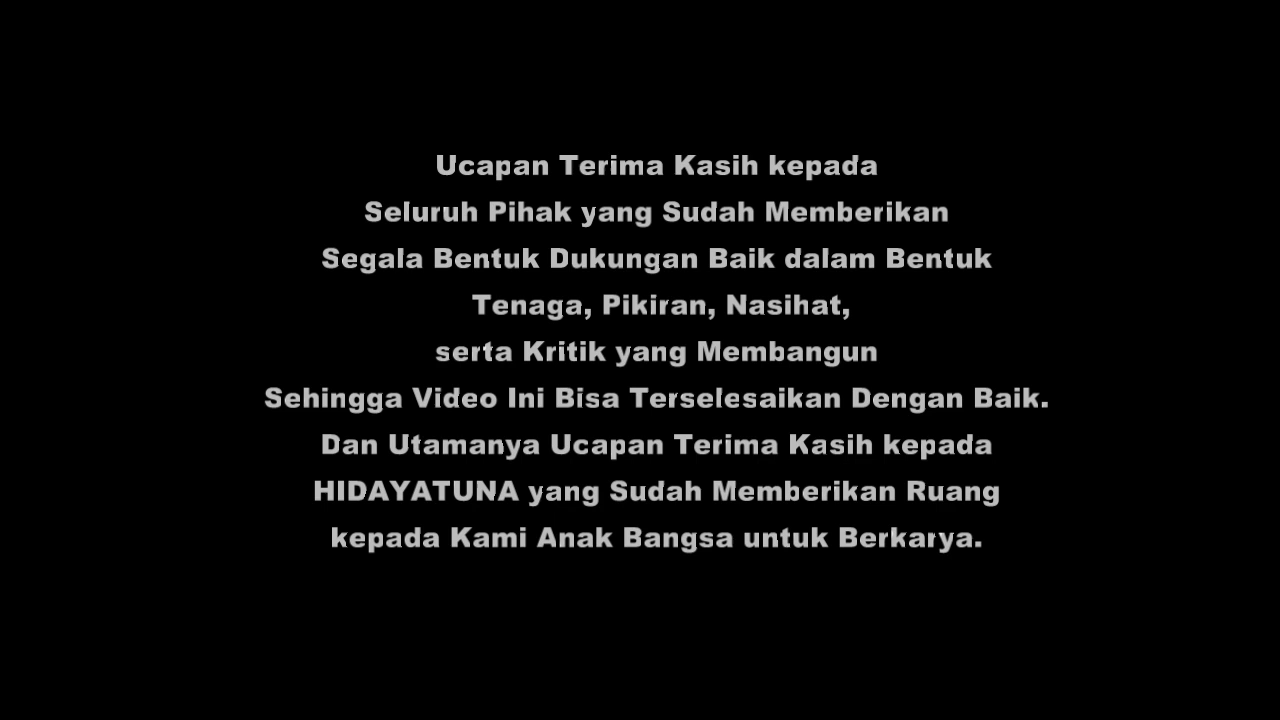 Ucapan Terima Kasih kepada
Seluruh Pihak yang Sudah Memberikan
Segala Bentuk Dukungan Baik dalam Bentuk
Tenaga, Pikiran, Nasihat,
serta Kritik yang Membangun
Sehingga Video Ini Bisa Terselesaikan Dengan Baik.
Dan Utamanya Ucapan Terima Kasih kepada
HIDAYATUNA yang Sudah Memberikan Ruang
kepada Kami Anak Bangsa untuk Berkarya.